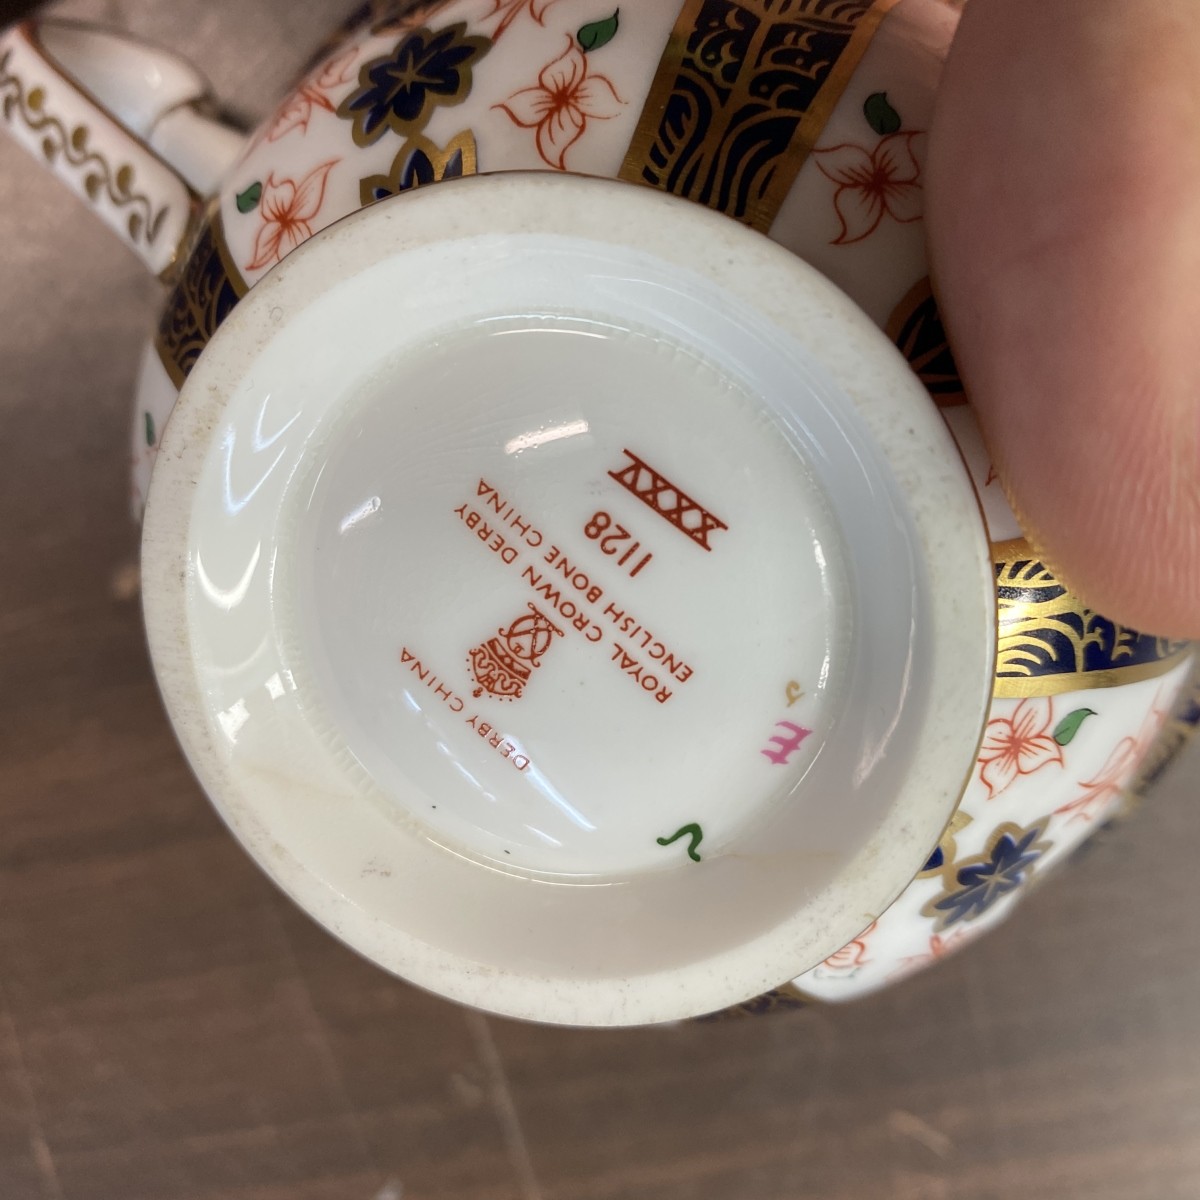 DERBY CHINA
ROYAL CROWN DERBY
ENGLISH BONE CHINA
1128
XXXV